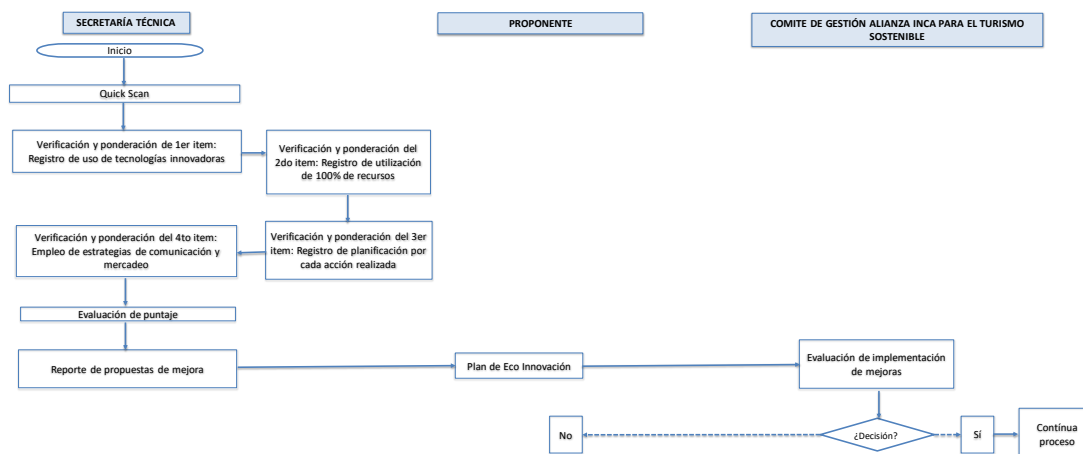 SECRETARÍA TÉCNICA
PROPONENTE
COMITE DE GESTIÓN ALIANZA INCA PARA EL TURISMO
SOSTENIBLE
Inicio
Quick Scan
Verificación y ponderación de 1er item:
Registro de uso de tecnologías innovadoras
Verificación y ponderación del
2do item: Registro de utilización
de 100% de recursos
Verificación y ponderación del 4to item:
Empleo de estrategias de comunicación y
mercadeo
Verificación y ponderación del 3er
item: Registro de planificación por
cada acción realizada
Evaluación de puntaje
Reporte de propuestas de mejora
Plan de Eco Innovación
Evaluación de implementación
de mejoras
No
¿Decisión?
Sí
Contínua
proceso